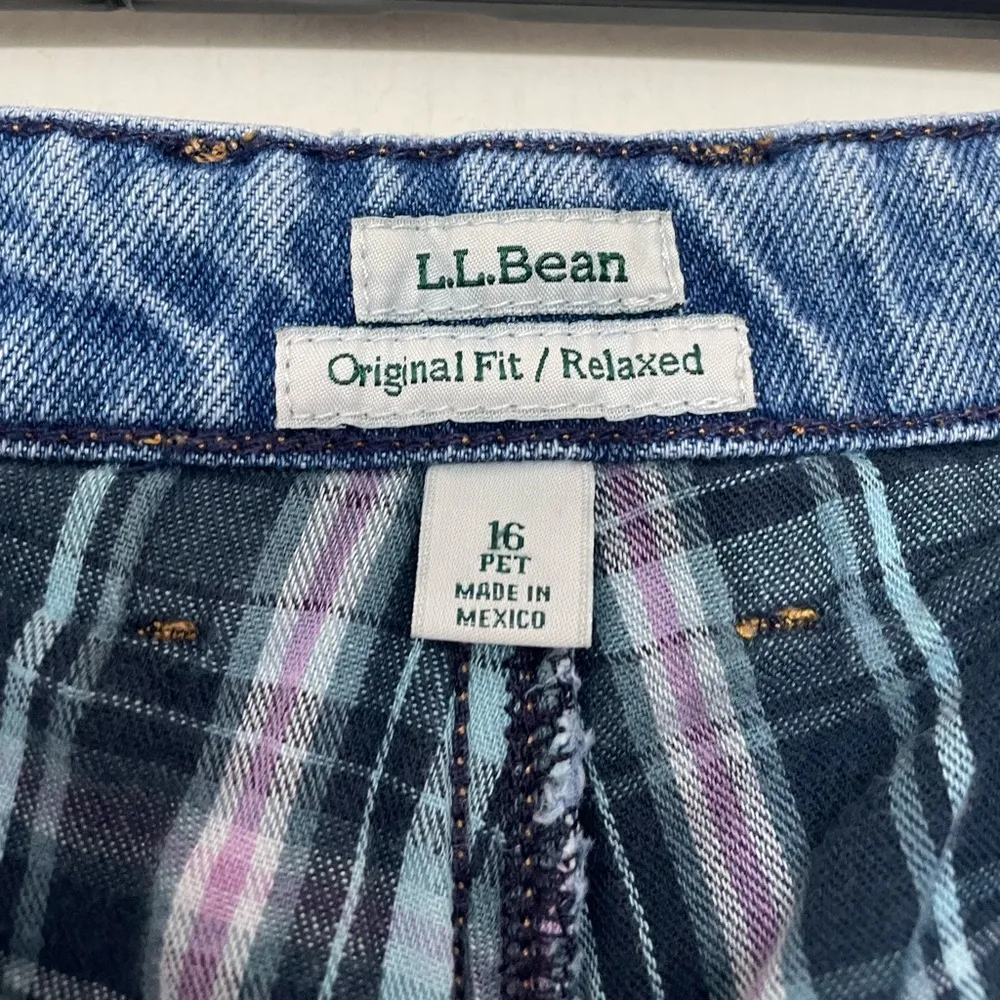 L.L.Bean
Original Fit / Relaxed
16
PET
MADE IN
MEXICO